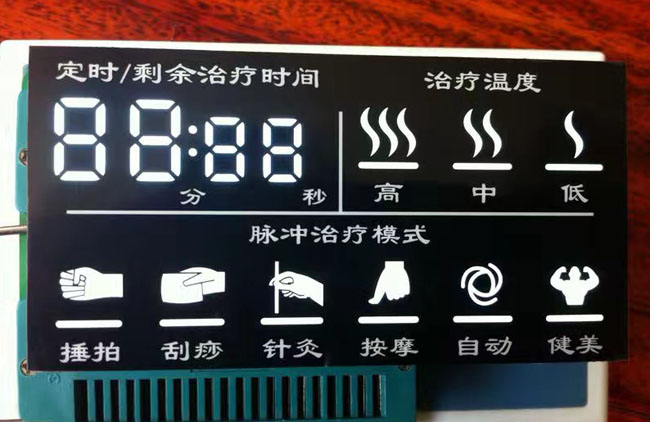 定时/剩余治疗时间
治疗温度
88:88
分
秒
高
中
低
脉冲治疗模式
捶拍
刮痧
针灸
按摩
自动
健美